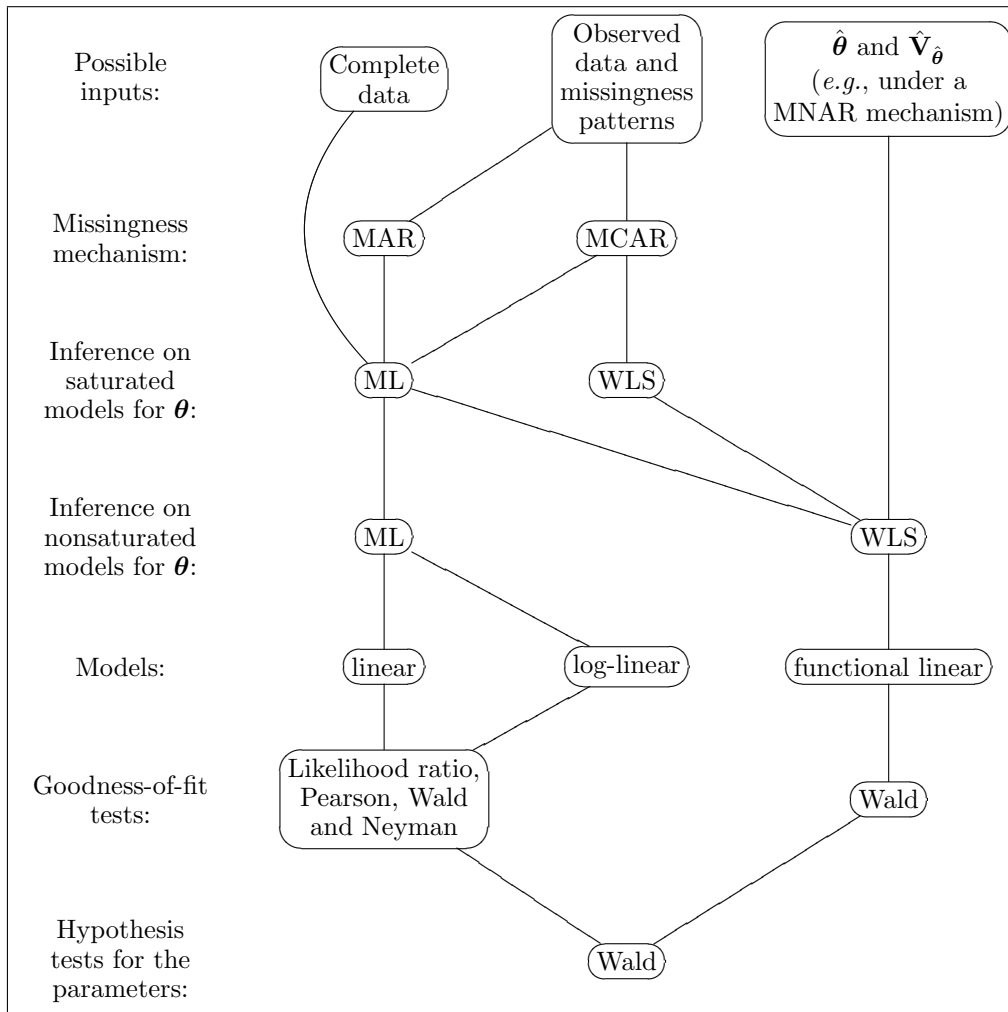 Possible
inputs:
Complete
data
Observed
data and
missingness
patterns
θ̂ and V̂_θ̂
(e.g., under a
MNAR mechanism)
Missingness
mechanism:
MAR
MCAR
Inference on
saturated
models for θ:
ML
WLS
Inference on
nonsaturated
models for θ:
ML
WLS
Models:
linear
log-linear
functional linear
Goodness-of-fit
tests:
Likelihood ratio,
Pearson, Wald
and Neyman
Wald
Hypothesis
tests for the
parameters:
Wald